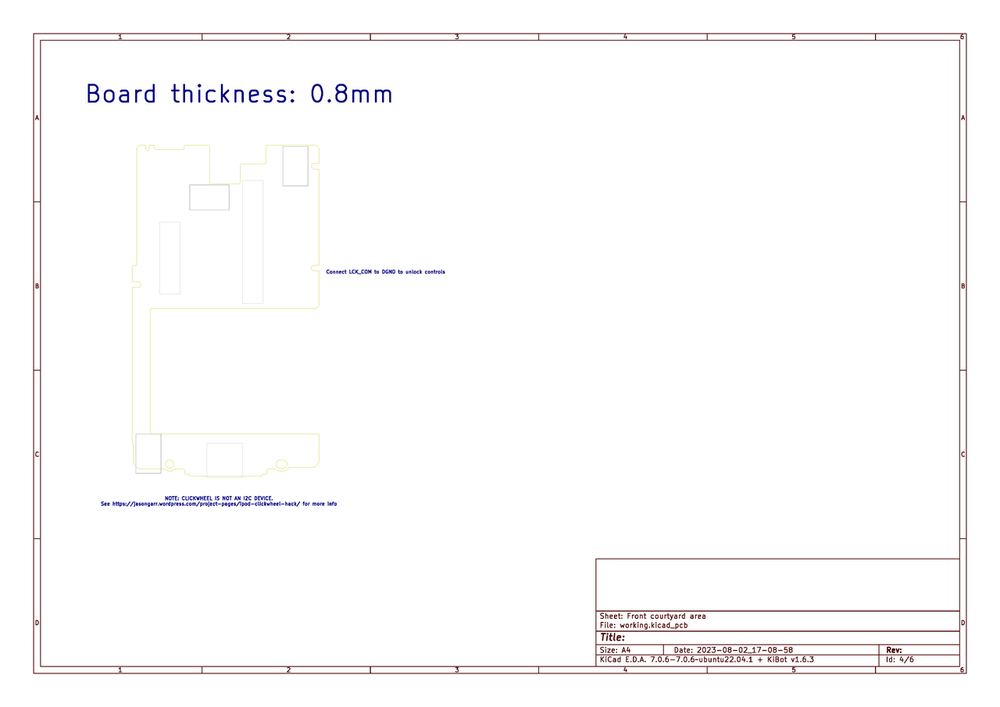 1 2 3 4 5 6
A A
Board thickness: 0.8mm
Connect LCK_COM to DGND to unlock controls
B B
C C
NOTE: CLICKWHEEL IS NOT AN I2C DEVICE.
See https://jasongarr.wordpress.com/project-pages/ipod-clickwheel-hack/ for more info
D D
Sheet: Front courtyard area
File: working.kicad_pcb
Title:
Size: A4 Date: 2023-08-02_17-08-58 Rev:
KiCad E.D.A. 7.0.6-7.0.6~ubuntu22.04.1 + KiBot v1.6.3 Id: 4/6
1 2 3 4 5 6